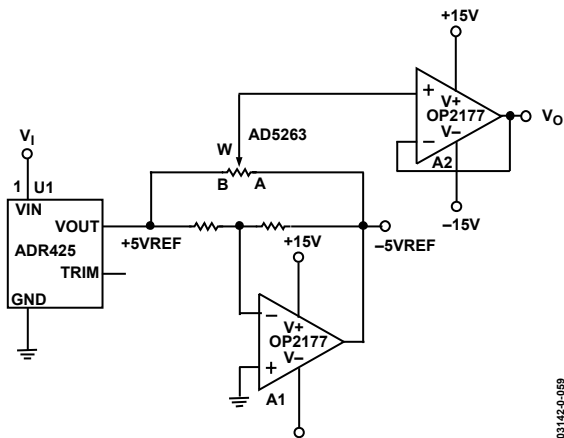 +15V
+
V+
OP2177
V–
–
A2
VO
–15V
AD5263
W
B
A
VI
1
U1
VIN
VOUT
ADR425
TRIM
GND
+5VREF
+15V
–5VREF
–
V+
OP2177
V–
+
A1
03142-0-059